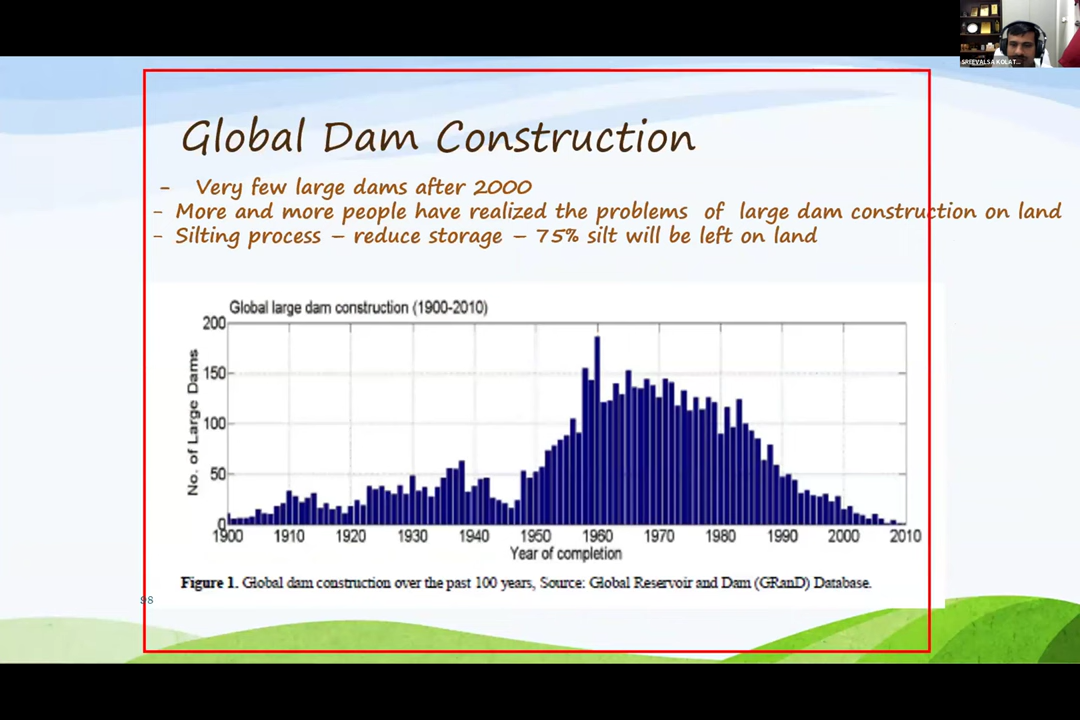 SREEVALSA KOLAT...
Global Dam Construction
- Very few large dams after 2000
- More and more people have realized the problems of large dam construction on land
- Silting process – reduce storage – 75% silt will be left on land
Global large dam construction (1900-2010)
No. of Large Dams
200
150
100
50
0
1900 1910 1920 1930 1940 1950 1960 1970 1980 1990 2000 2010
Year of completion
Figure 1. Global dam construction over the past 100 years, Source: Global Reservoir and Dam (GRanD) Database.
98